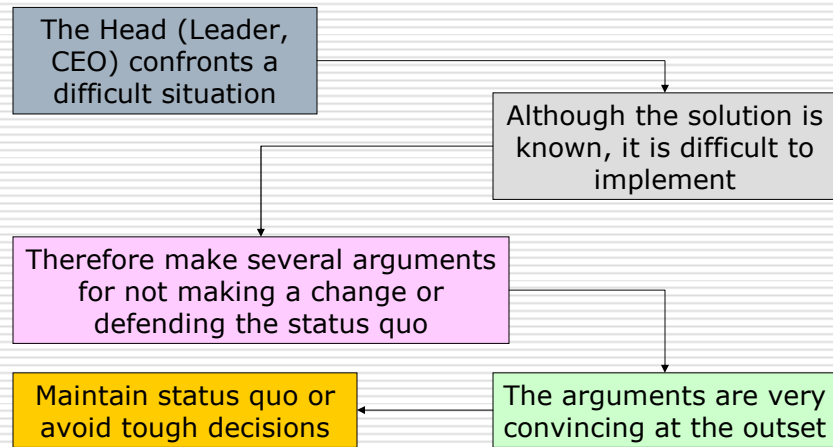 The Head (Leader,
CEO) confronts a
difficult situation
Although the solution is
known, it is difficult to
implement
Therefore make several arguments
for not making a change or
defending the status quo
The arguments are very
convincing at the outset
Maintain status quo or
avoid tough decisions